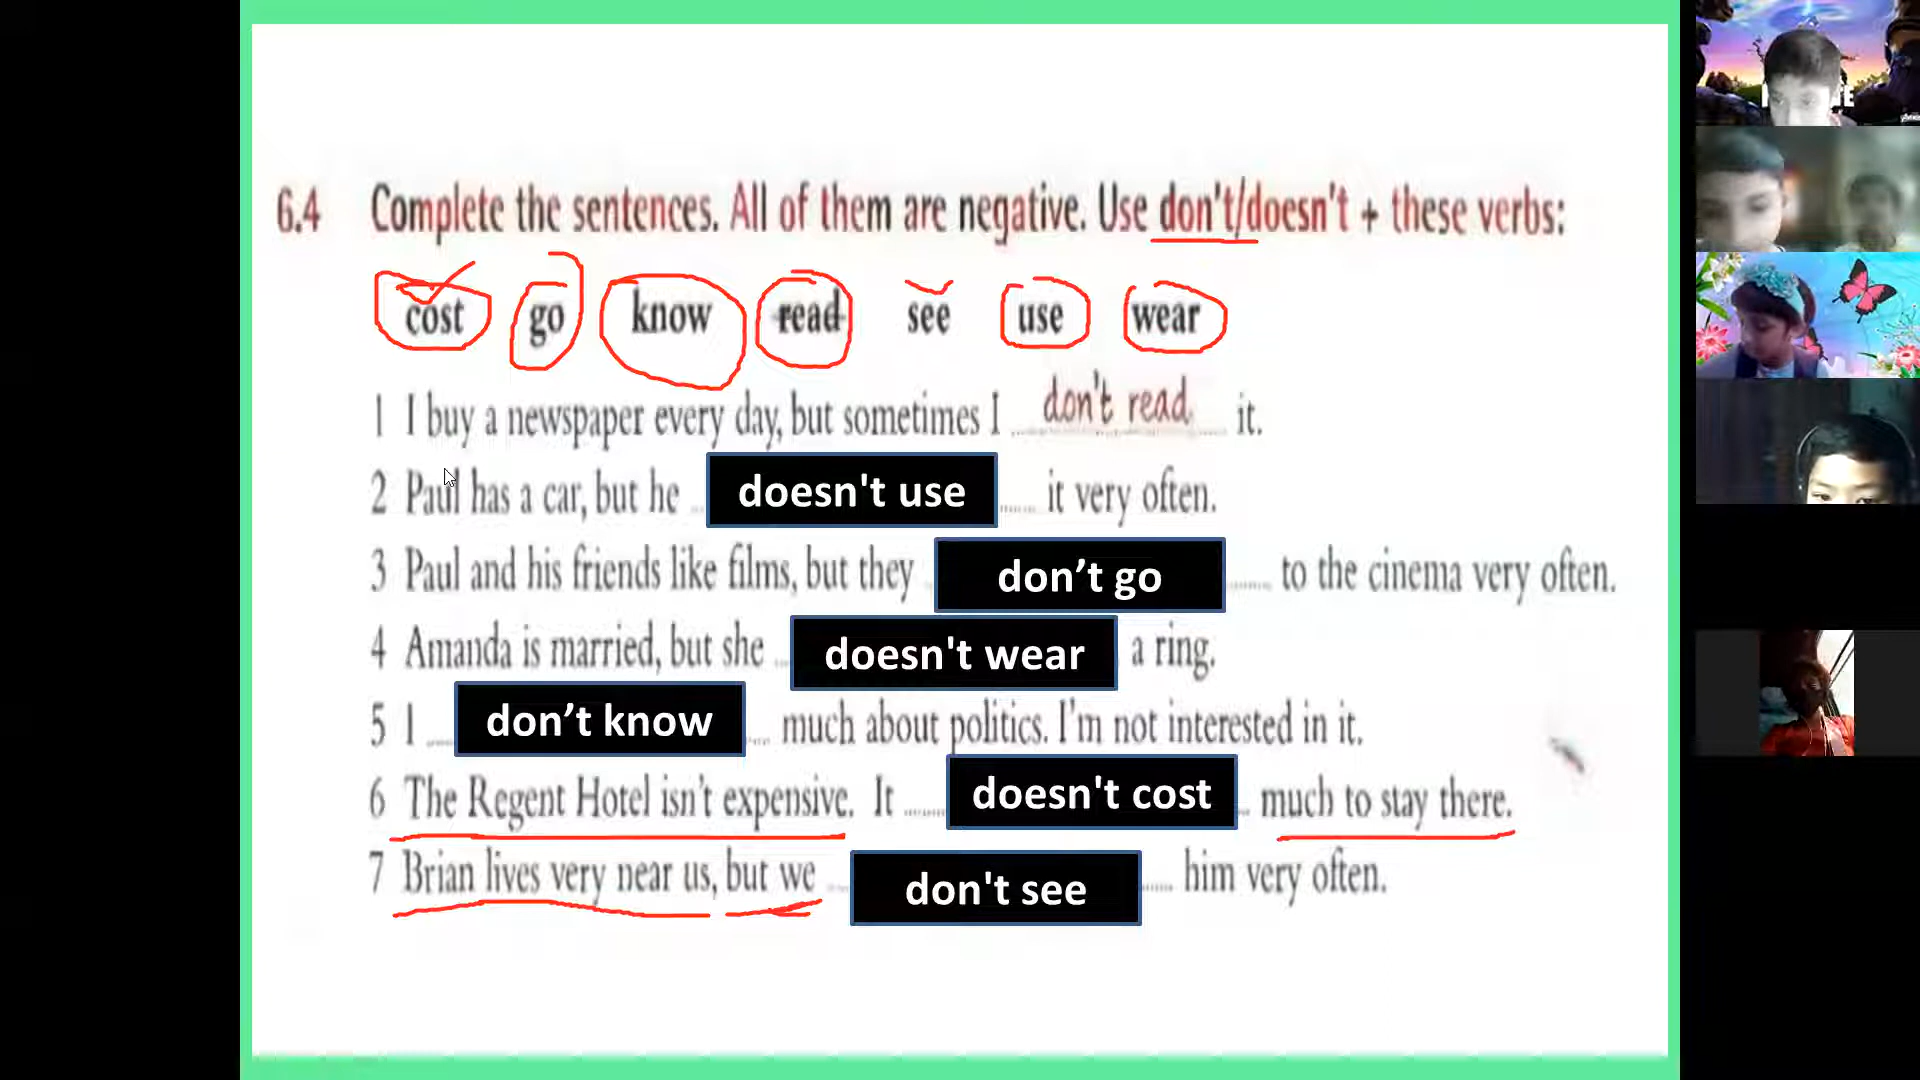 6.4 Complete the sentences. All of them are negative. Use don't/doesn't + these verbs:
cost go know read see use wear
1 I buy a newspaper every day, but sometimes I don't read it.
2 Paul has a car, but he doesn't use it very often.
3 Paul and his friends like films, but they don’t go to the cinema very often.
4 Amanda is married, but she doesn't wear a ring.
5 I don’t know much about politics. I'm not interested in it.
6 The Regent Hotel isn't expensive. It doesn't cost much to stay there.
7 Brian lives very near us, but we don't see him very often.